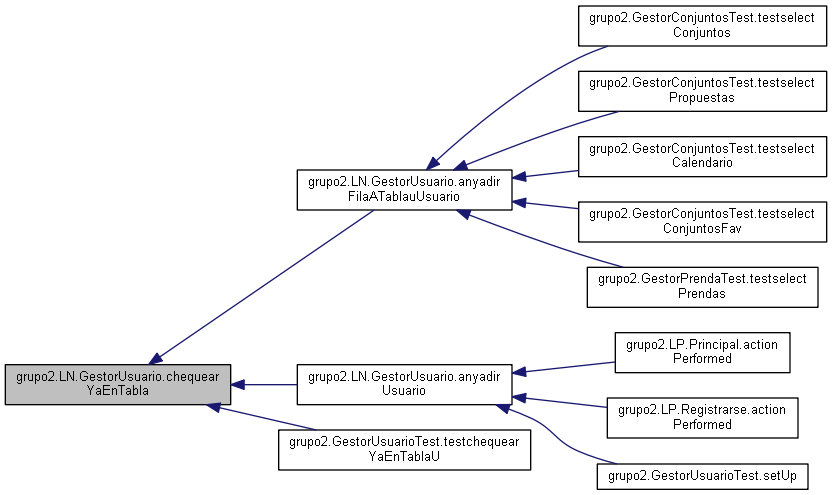 grupo2.GestorConjuntosTest.testselect
Conjuntos
grupo2.GestorConjuntosTest.testselect
Propuestas
grupo2.GestorConjuntosTest.testselect
Calendario
grupo2.LN.GestorUsuario.anyadir
FilaATablauUsuario
grupo2.GestorConjuntosTest.testselect
ConjuntosFav
grupo2.GestorPrendaTest.testselect
Prendas
grupo2.LP.Principal.action
Performed
grupo2.LN.GestorUsuario.chequear
YaEnTabla
grupo2.LN.GestorUsuario.anyadir
Usuario
grupo2.LP.Registrarse.action
Performed
grupo2.GestorUsuarioTest.testchequear
YaEnTablaU
grupo2.GestorUsuarioTest.setUp